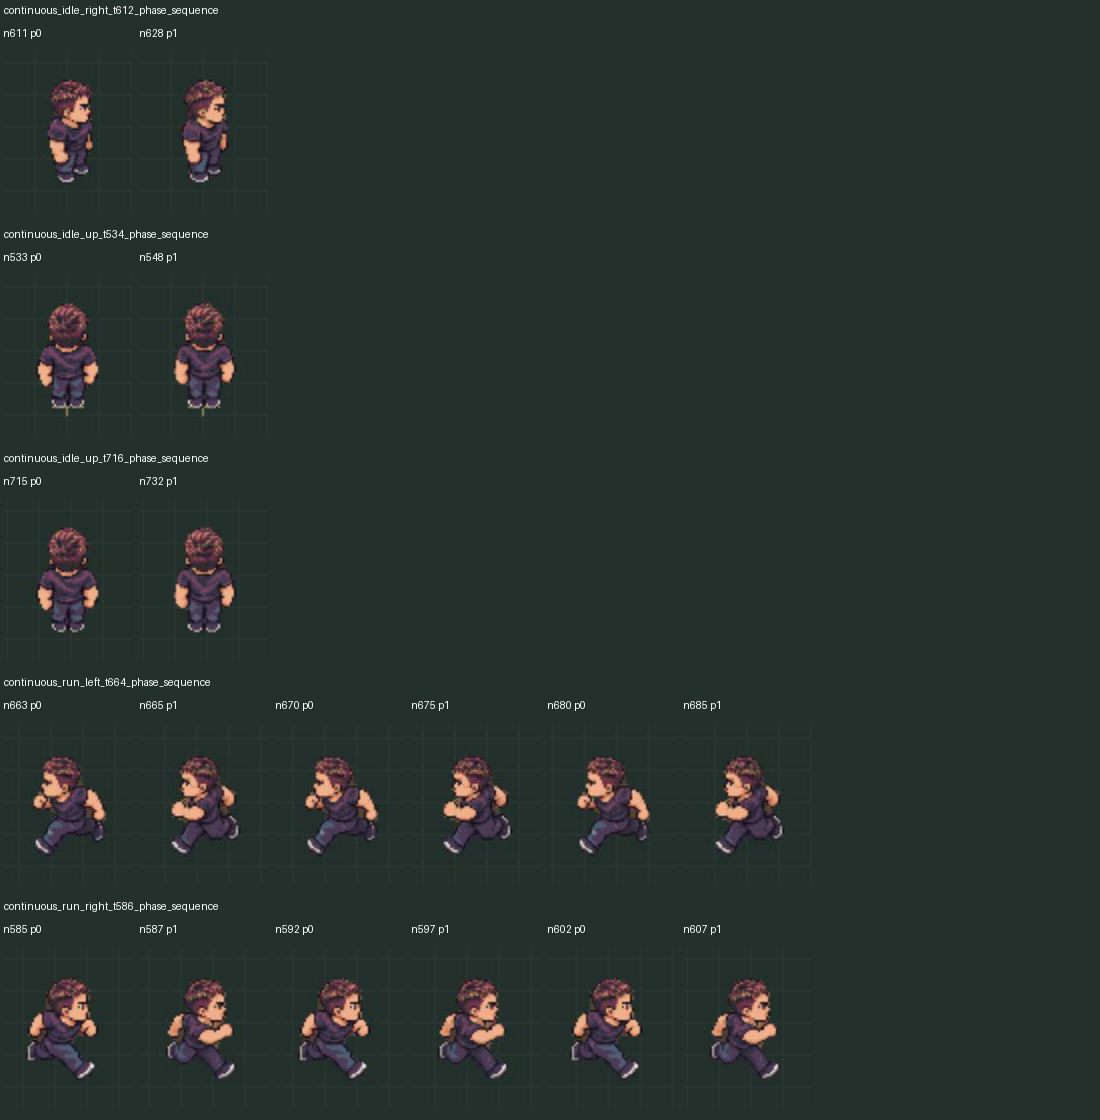 continuous_idle_right_t612_phase_sequence
n611 p0 n628 p1
continuous_idle_up_t534_phase_sequence
n533 p0 n548 p1
continuous_idle_up_t716_phase_sequence
n715 p0 n732 p1
continuous_run_left_t664_phase_sequence
n663 p0 n665 p1 n670 p0 n675 p1 n680 p0 n685 p1
continuous_run_right_t586_phase_sequence
n585 p0 n587 p1 n592 p0 n597 p1 n602 p0 n607 p1